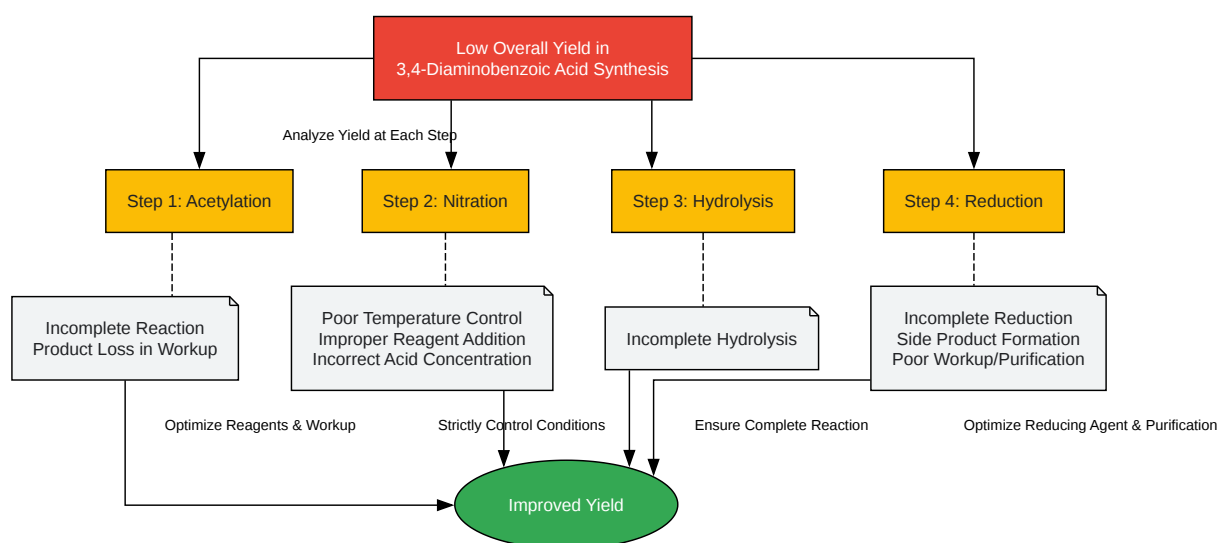 Low Overall Yield in
3,4-Diaminobenzoic Acid Synthesis
Analyze Yield at Each Step
Step 1: Acetylation
Step 2: Nitration
Step 3: Hydrolysis
Step 4: Reduction
Incomplete Reaction
Product Loss in Workup
Poor Temperature Control
Improper Reagent Addition
Incorrect Acid Concentration
Incomplete Hydrolysis
Incomplete Reduction
Side Product Formation
Poor Workup/Purification
Optimize Reagents & Workup
Strictly Control Conditions
Ensure Complete Reaction
Optimize Reducing Agent & Purification
Improved Yield